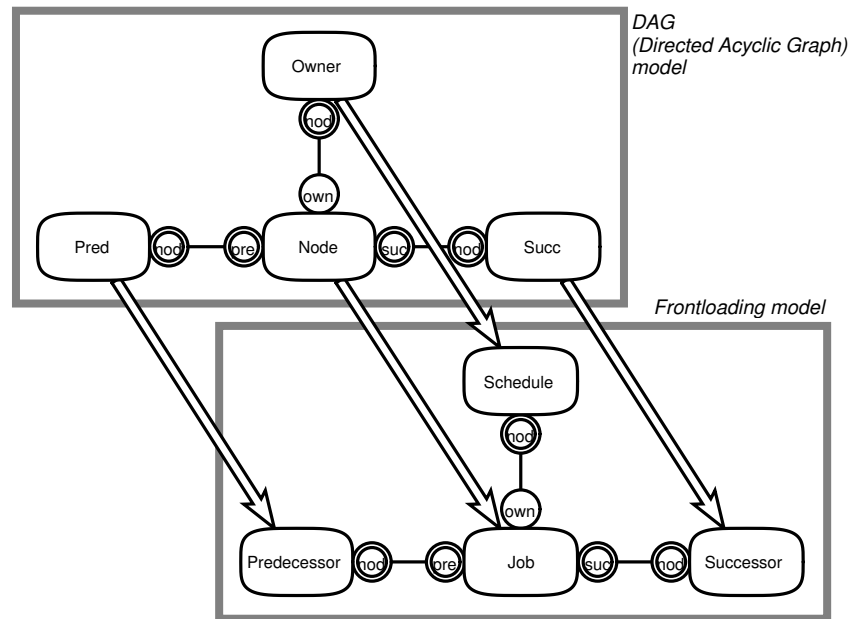 DAG
(Directed Acyclic Graph)
model
Owner
nod
own
Pred
nod
pre
Node
suc
nod
Succ
Frontloading model
Schedule
nod
own
Predecessor
nod
pre
Job
suc
nod
Successor